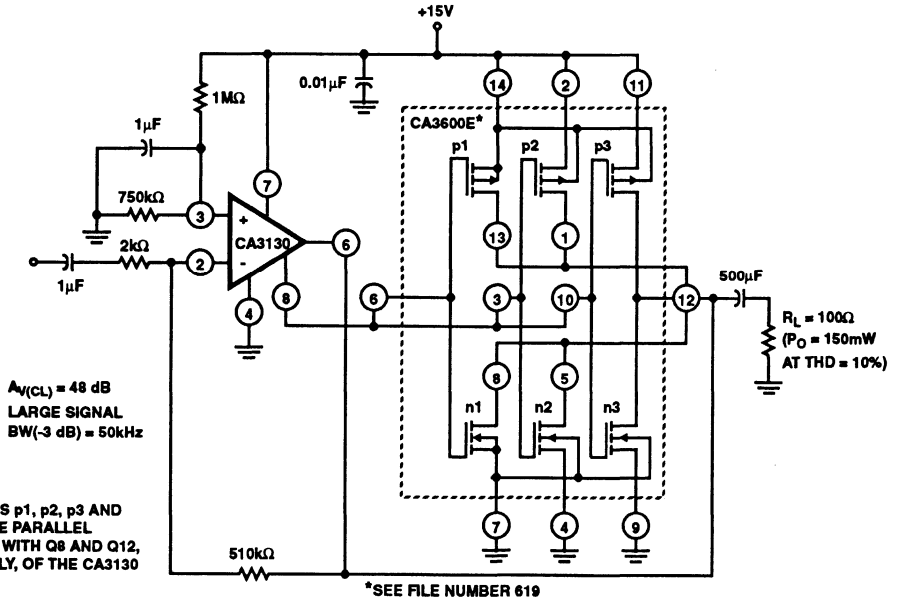 +15V
0.01µF
14
2
11
1MΩ
CA3600E*
1µF
p1
p2
p3
7
750kΩ
3
+
CA3130
6
13
1
2kΩ
2
-
1µF
4
8
6
3
10
12
500µF
RL = 100Ω
(PO = 150mW
AT THD = 10%)
AV(CL) = 48 dB
LARGE SIGNAL
BW(-3 dB) = 50kHz
8
5
n1
n2
n3
7
4
9
S p1, p2, p3 AND
E PARALLEL
WITH Q8 AND Q12,
LY, OF THE CA3130
510kΩ
*SEE FILE NUMBER 619